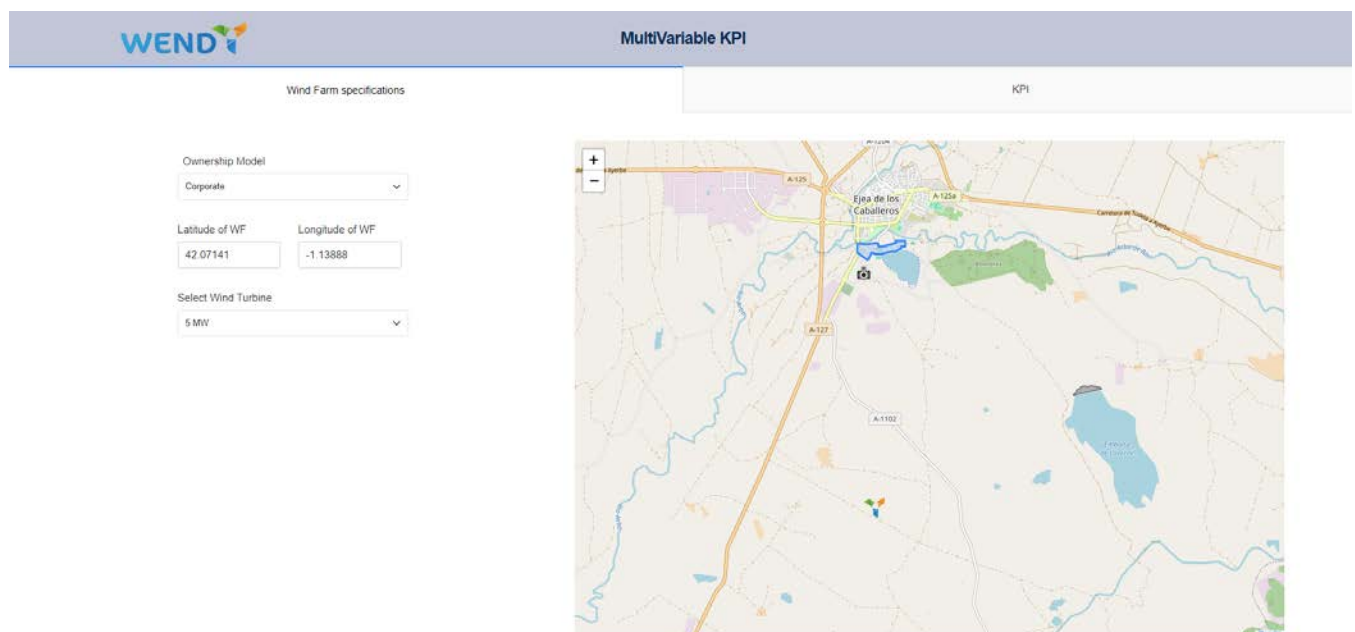 WEND
MultiVariable KPI
Wind Farm specifications
KPI
Ownership Model
Corporate
Latitude of WF
Longitude of WF
42.07141
-1.13888
Select Wind Turbine
5 MW
+
−
A-125
A-125a
Ejea de los
Caballeros
A-127
A-1102